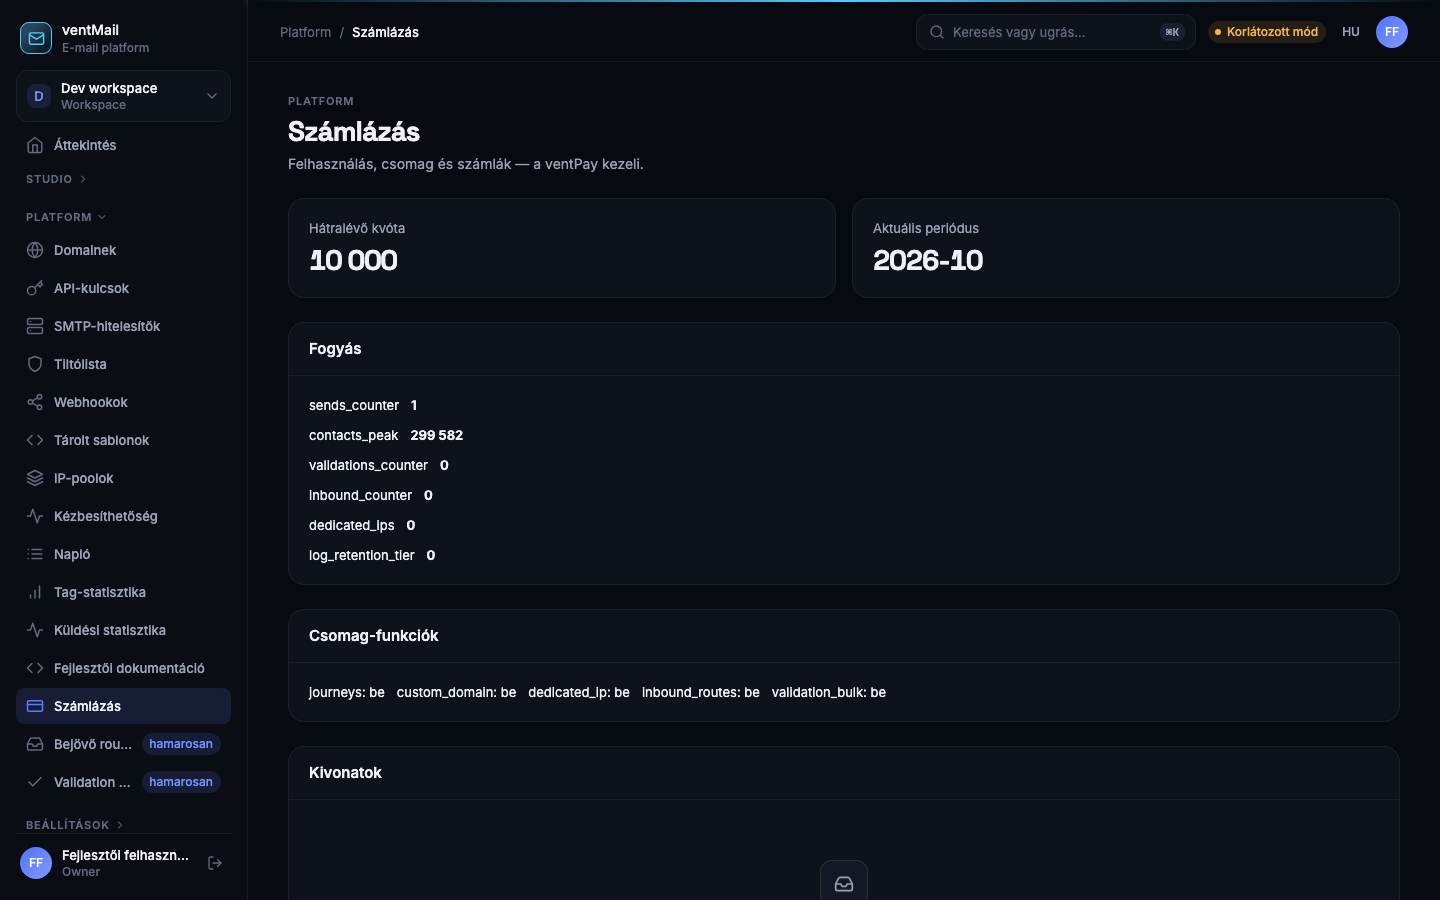 ventMail
E-mail platform
Dev workspace
Workspace
D
Áttekintés
STUDIO
PLATFORM
Domainek
API-kulcsok
SMTP-hitelesítők
Tiltólista
Webhookok
Tárolt sablonok
IP-poolok
Kézbesíthetőség
Napló
Tag-statisztika
Küldési statisztika
Fejlesztői dokumentáció
Számlázás
Bejövő rou... hamarosan
Validation ... hamarosan
BEÁLLÍTÁSOK
FF
Fejlesztői felhaszn...
Owner
Platform / Számlázás
Keresés vagy ugrás... ⌘K
Korlátozott mód
HU
FF
PLATFORM
Számlázás
Felhasználás, csomag és számlák — a ventPay kezeli.
Hátralévő kvóta
10 000
Aktuális periódus
2026-10
Fogyás
sends_counter 1
contacts_peak 299 582
validations_counter 0
inbound_counter 0
dedicated_ips 0
log_retention_tier 0
Csomag-funkciók
journeys: be custom_domain: be dedicated_ip: be inbound_routes: be validation_bulk: be
Kivonatok